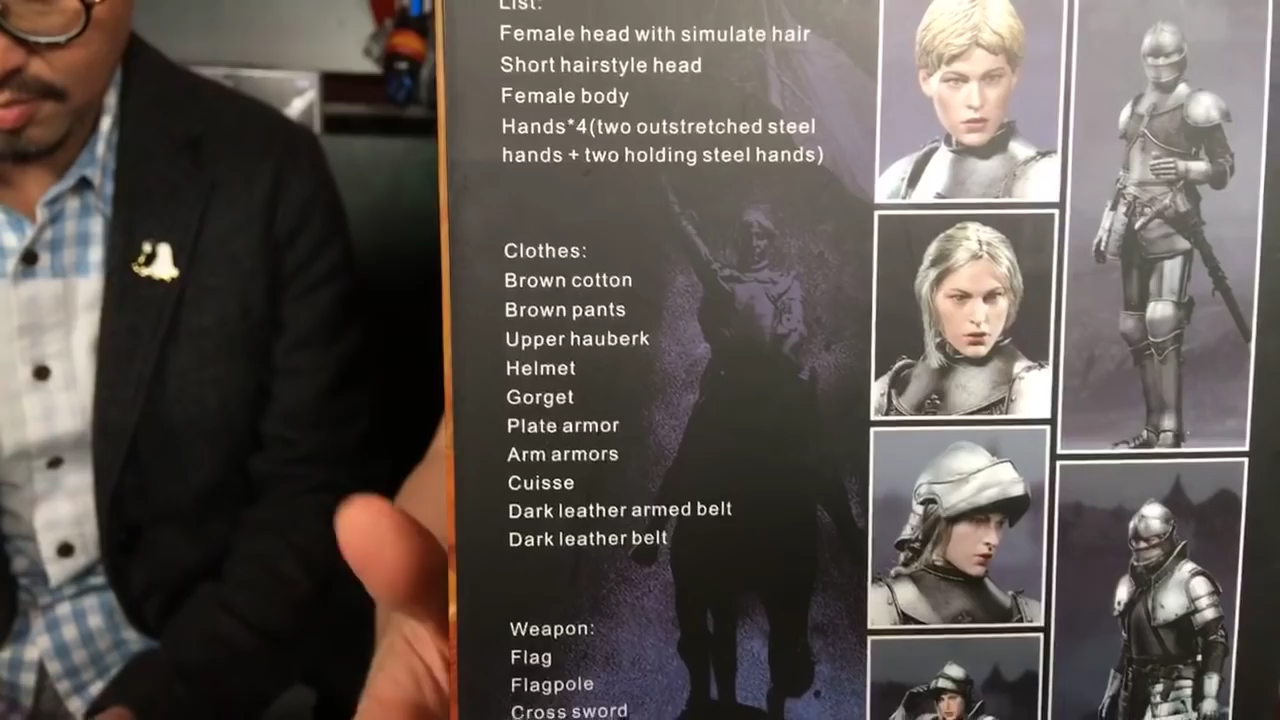 List:
Female head with simulate hair
Short hairstyle head
Female body
Hands*4(two outstretched steel
hands + two holding steel hands)
Clothes:
Brown cotton
Brown pants
Upper hauberk
Helmet
Gorget
Plate armor
Arm armors
Cuisse
Dark leather armed belt
Dark leather belt
Weapon:
Flag
Flagpole
Cross sword